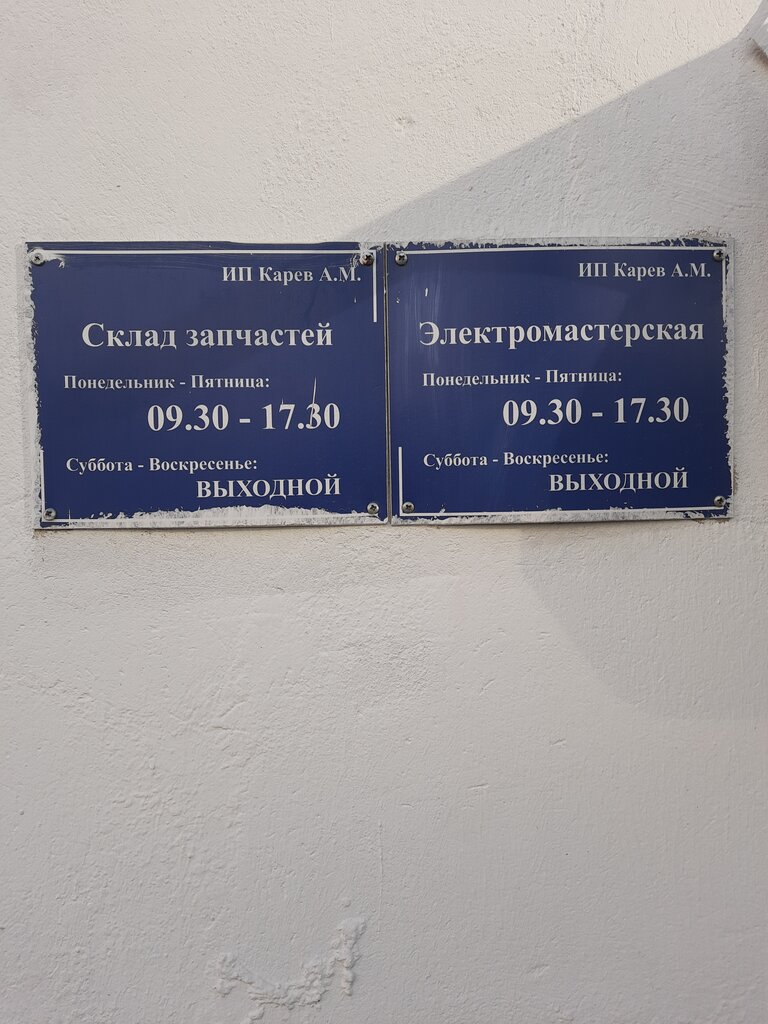 ИП Карев А.М.
Склад запчастей
Понедельник - Пятница:
09.30 - 17.30
Суббота - Воскресенье:
ВЫХОДНОЙ
ИП Карев А.М.
Электромастерская
Понедельник - Пятница:
09.30 - 17.30
Суббота - Воскресенье:
ВЫХОДНОЙ